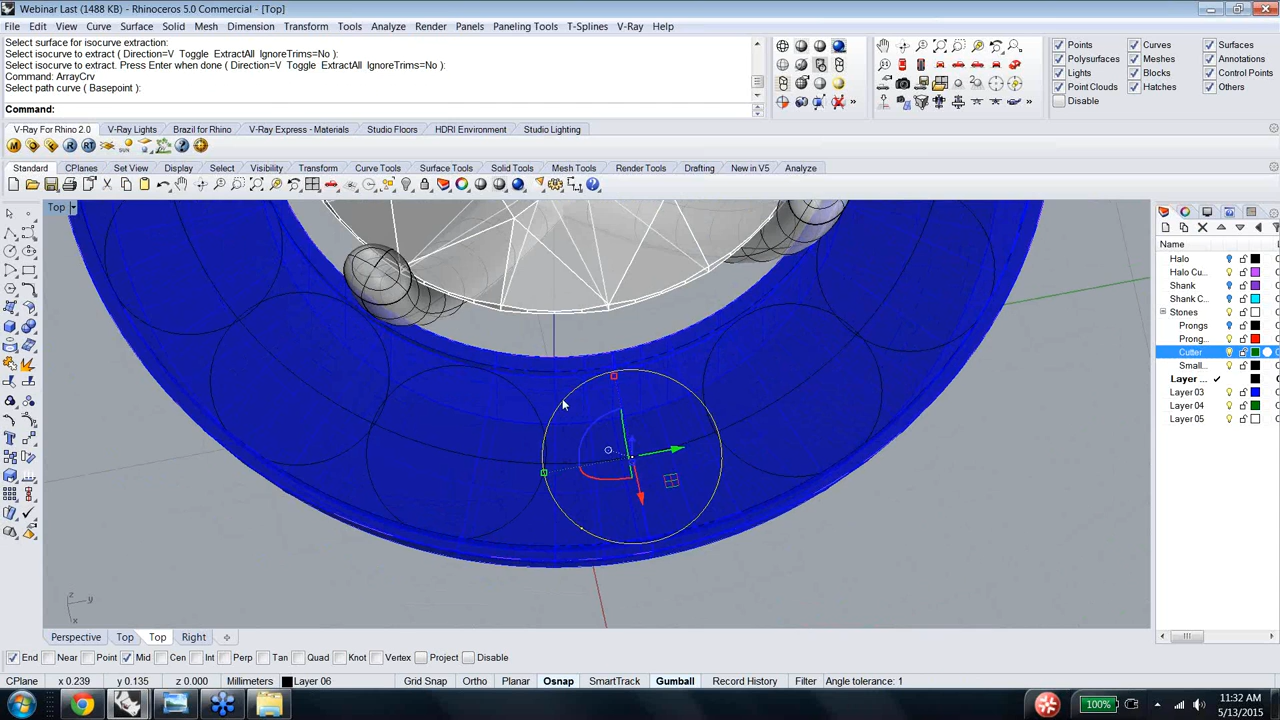 Webinar Last (1488 KB) - Rhinoceros 5.0 Commercial - [Top]
File Edit View Curve Surface Solid Mesh Dimension Transform Tools Analyze Render Panels Paneling Tools T-Splines V-Ray Help
Select surface for isocurve extraction:
Select isocurve to extract ( Direction=V Toggle ExtractAll IgnoreTrims=No ):
Select isocurve to extract. Press Enter when done ( Direction=V Toggle ExtractAll IgnoreTrims=No ):
Command: ArrayCrv
Select path curve ( Basepoint ):
Command:
Points Curves Surfaces
Polysurfaces Meshes Annotations
Lights Blocks Control Points
Point Clouds Hatches Others
Disable
V-Ray For Rhino 2.0 V-Ray Lights Brazil for Rhino V-Ray Express - Materials Studio Floors HDRI Environment Studio Lighting
Standard CPlanes Set View Display Select Visibility Transform Curve Tools Surface Tools Solid Tools Mesh Tools Render Tools Drafting New in V5 Analyze
Top
Name
Halo
Halo Cu...
Shank
Shank C...
Stones
Prongs
Prong...
Cutter
Small...
Layer ...
Layer 03
Layer 04
Layer 05
z
y
x
Perspective Top Top Right
End Near Point Mid Cen Int Perp Tan Quad Knot Vertex Project Disable
CPlane x 0.239 y 0.135 z 0.000 Millimeters Layer 06 Grid Snap Ortho Planar Osnap SmartTrack Gumball Record History Filter Angle tolerance: 1
100%
11:32 AM
5/13/2015